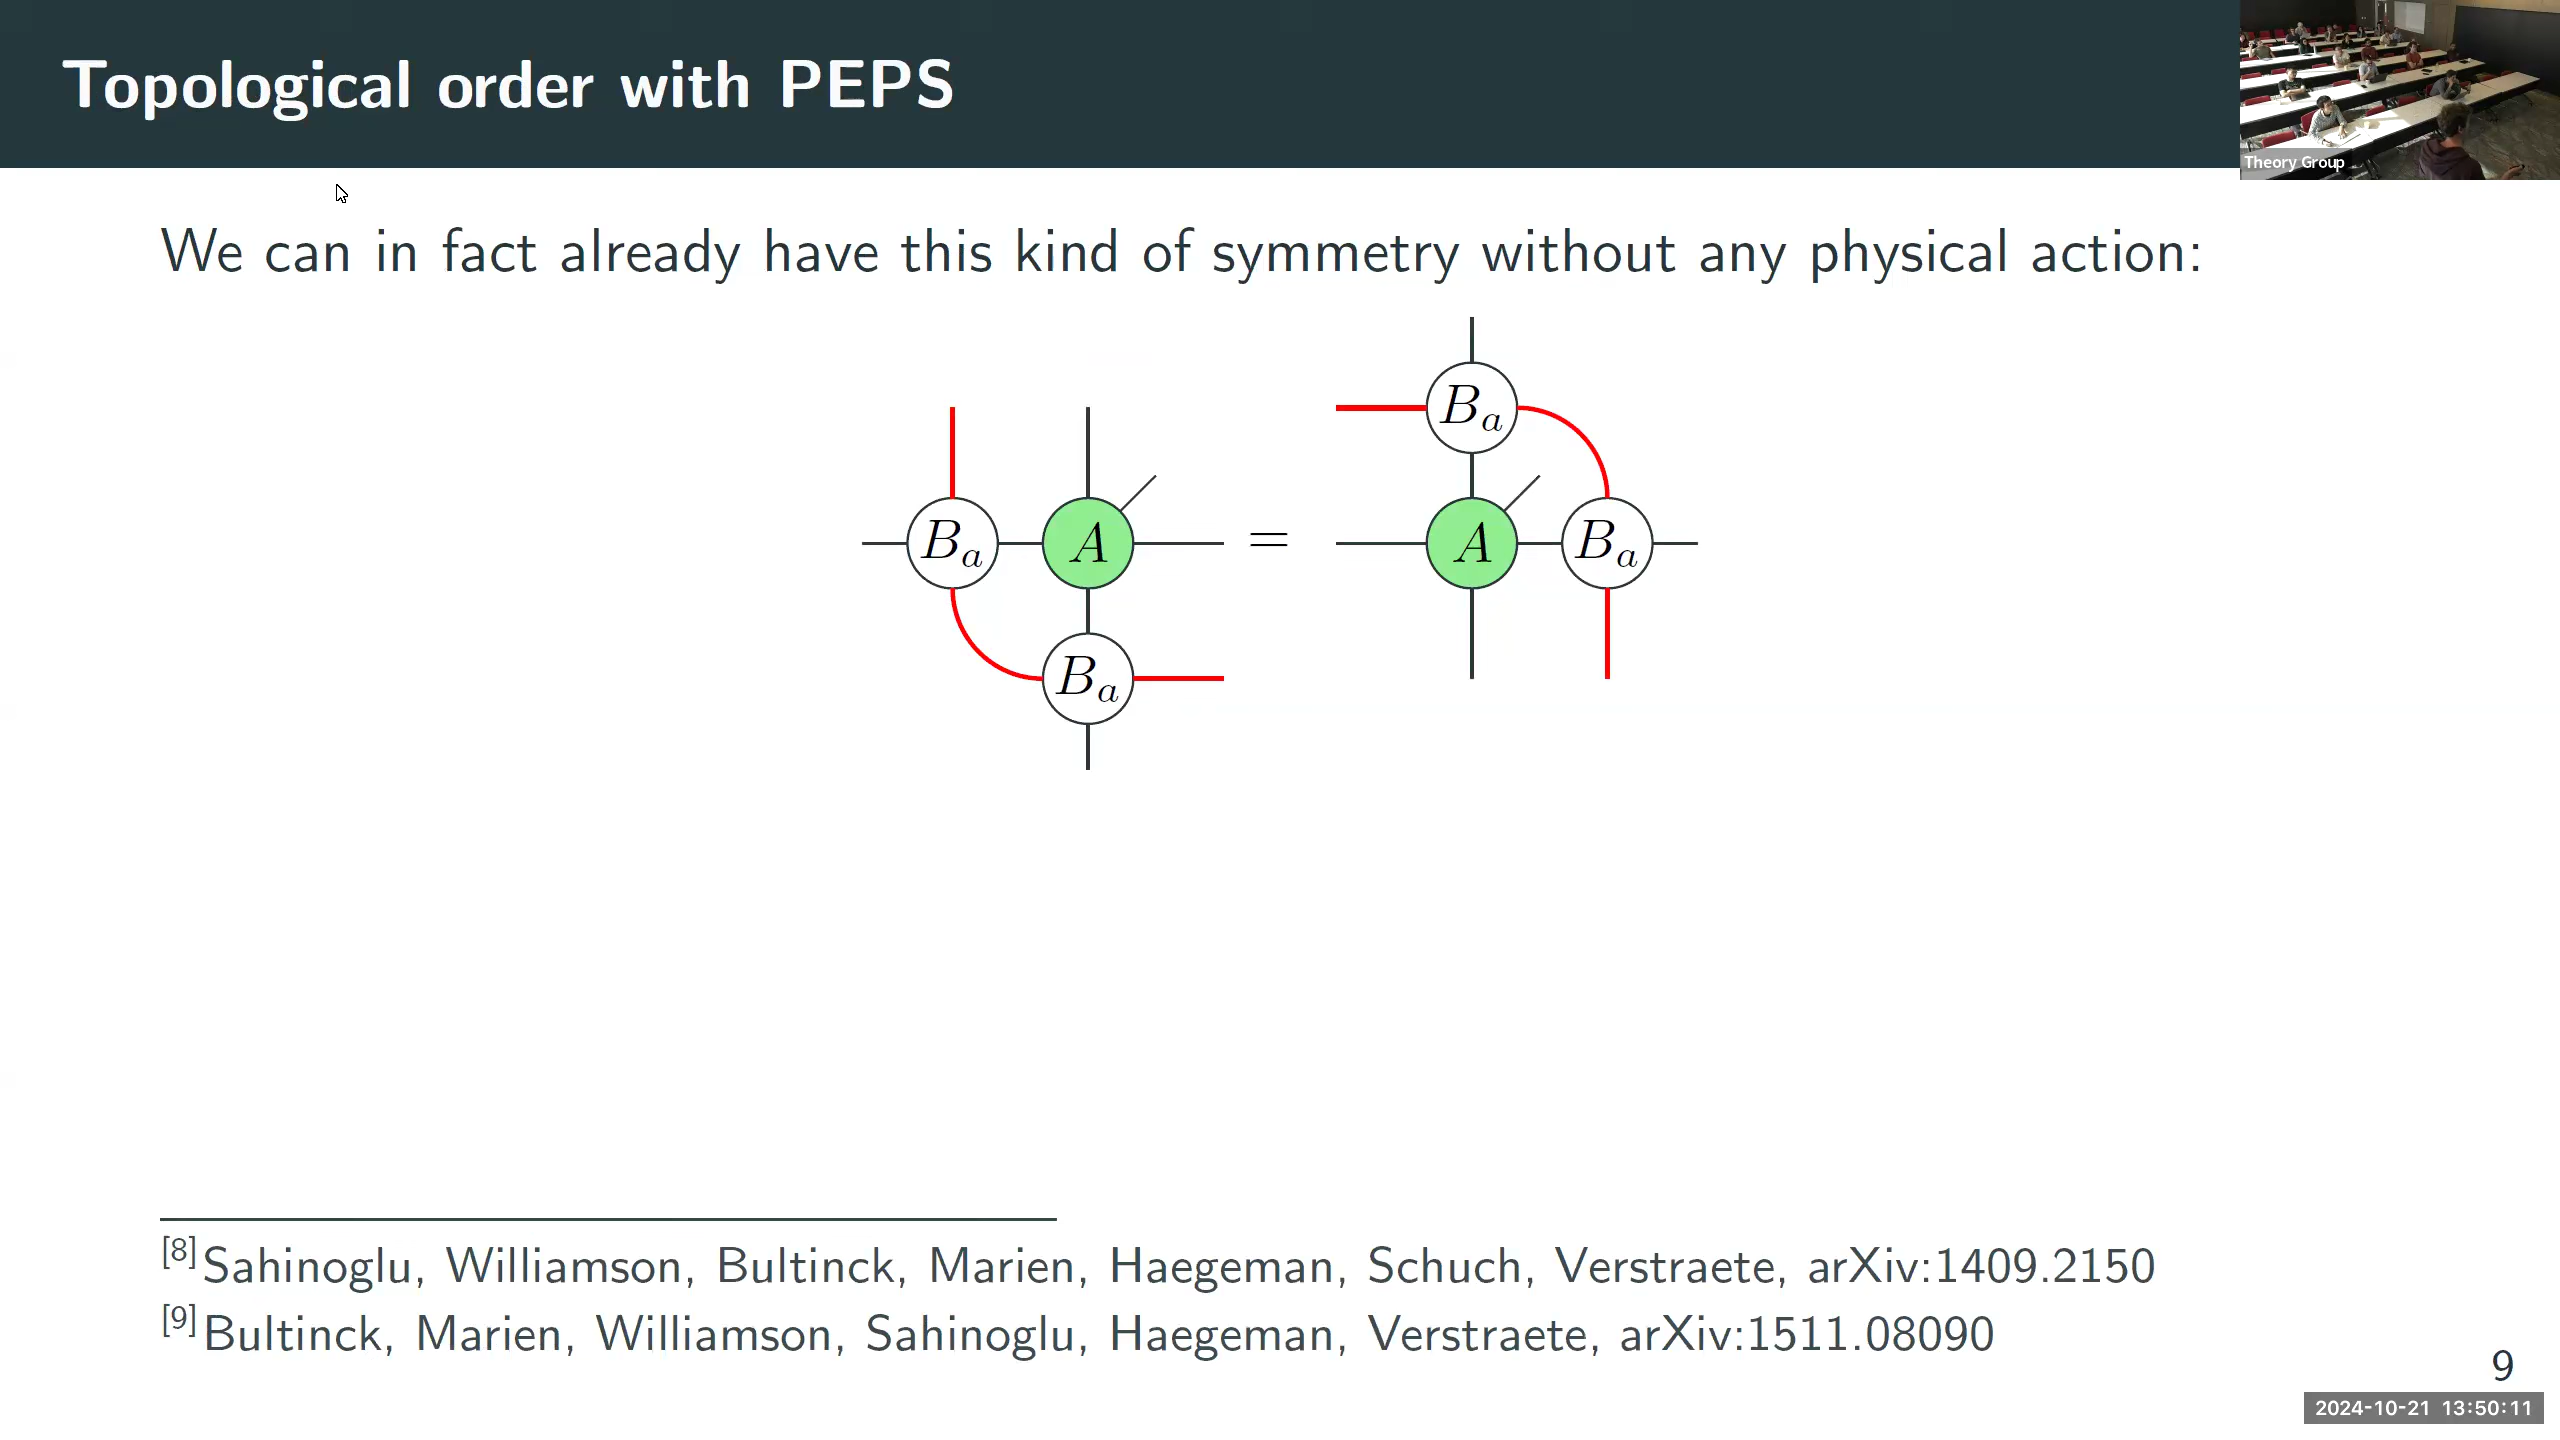 Topological order with PEPS
Theory Group
We can in fact already have this kind of symmetry without any physical action:
B_a
B_a A = A B_a
B_a
[8]Sahinoglu, Williamson, Bultinck, Marien, Haegeman, Schuch, Verstraete, arXiv:1409.2150
[9]Bultinck, Marien, Williamson, Sahinoglu, Haegeman, Verstraete, arXiv:1511.08090
9
2024-10-21 13:50:11